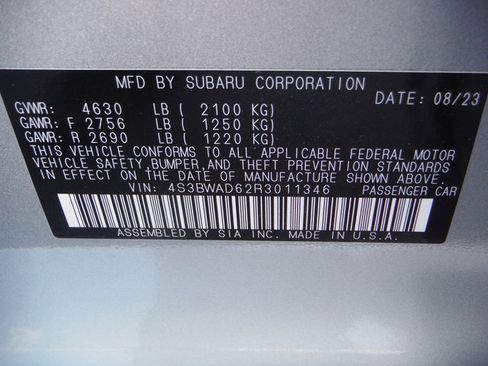 MFD BY SUBARU CORPORATION
DATE: 08/23
GVWR: 4630 LB ( 2100 KG)
GAWR: F 2756 LB ( 1250 KG)
GAWR: R 2690 LB ( 1220 KG)
THIS VEHICLE CONFORMS TO ALL APPLICABLE FEDERAL MOTOR
VEHICLE SAFETY,BUMPER,AND THEFT PREVENTION STANDARDS
IN EFFECT ON THE DATE OF MANUFACTURE SHOWN ABOVE.
VIN: 4S3BWAD62R3011346 PASSENGER CAR
ASSEMBLED BY SIA INC. MADE IN U.S.A.